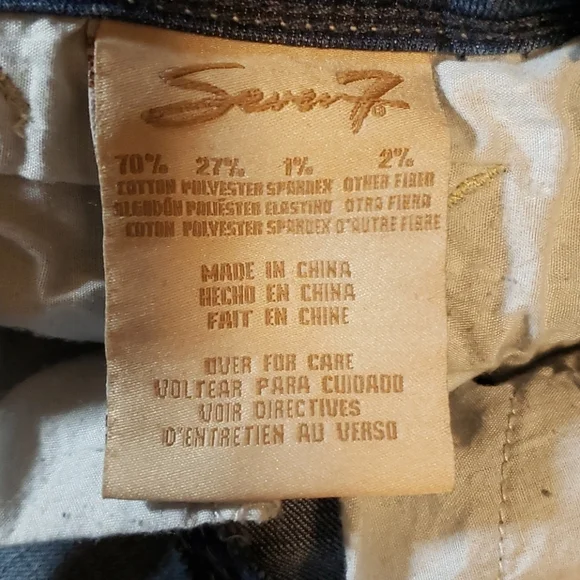 Seven7®
70% 27% 1% 2%
COTTON POLYESTER SPANDEX OTHER FIBER
ALGODÓN POLIÉSTER ELASTINO OTRA FIBRA
COTON POLYESTER SPANDEX D'AUTRE FIBRE
MADE IN CHINA
HECHO EN CHINA
FAIT EN CHINE
OVER FOR CARE
VOLTEAR PARA CUIDADO
VOIR DIRECTIVES
D'ENTRETIEN AU VERSO